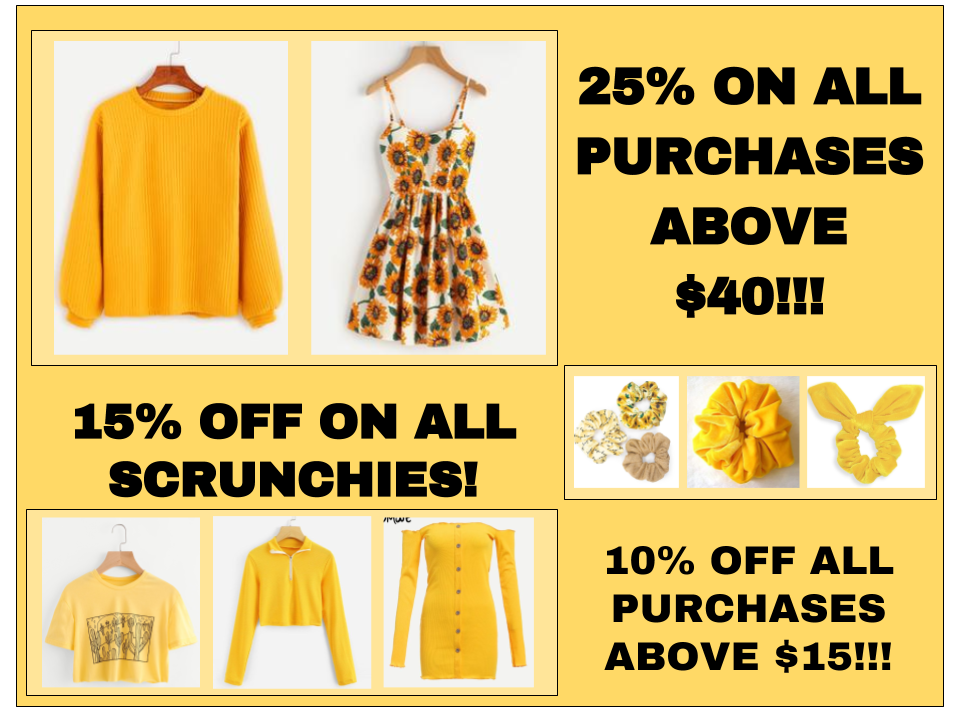 25% ON ALL
PURCHASES
ABOVE
$40!!!
15% OFF ON ALL
SCRUNCHIES!
10% OFF ALL
PURCHASES
ABOVE $15!!!